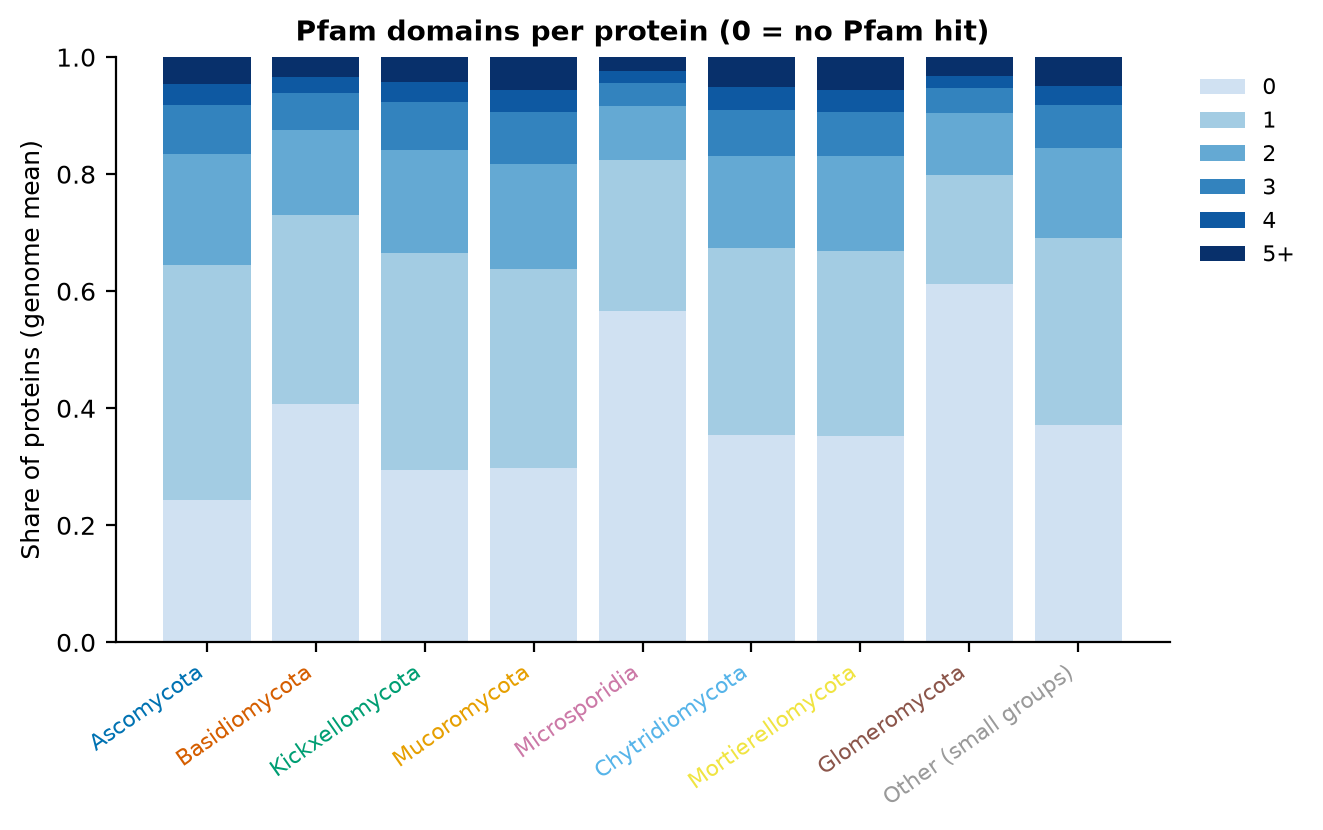 Pfam domains per protein (0 = no Pfam hit)
Share of proteins (genome mean)
1.0
0.8
0.6
0.4
0.2
0.0
Ascomycota
Basidiomycota
Kickxellomycota
Mucoromycota
Microsporidia
Chytridiomycota
Mortierellomycota
Glomeromycota
Other (small groups)
0
1
2
3
4
5+